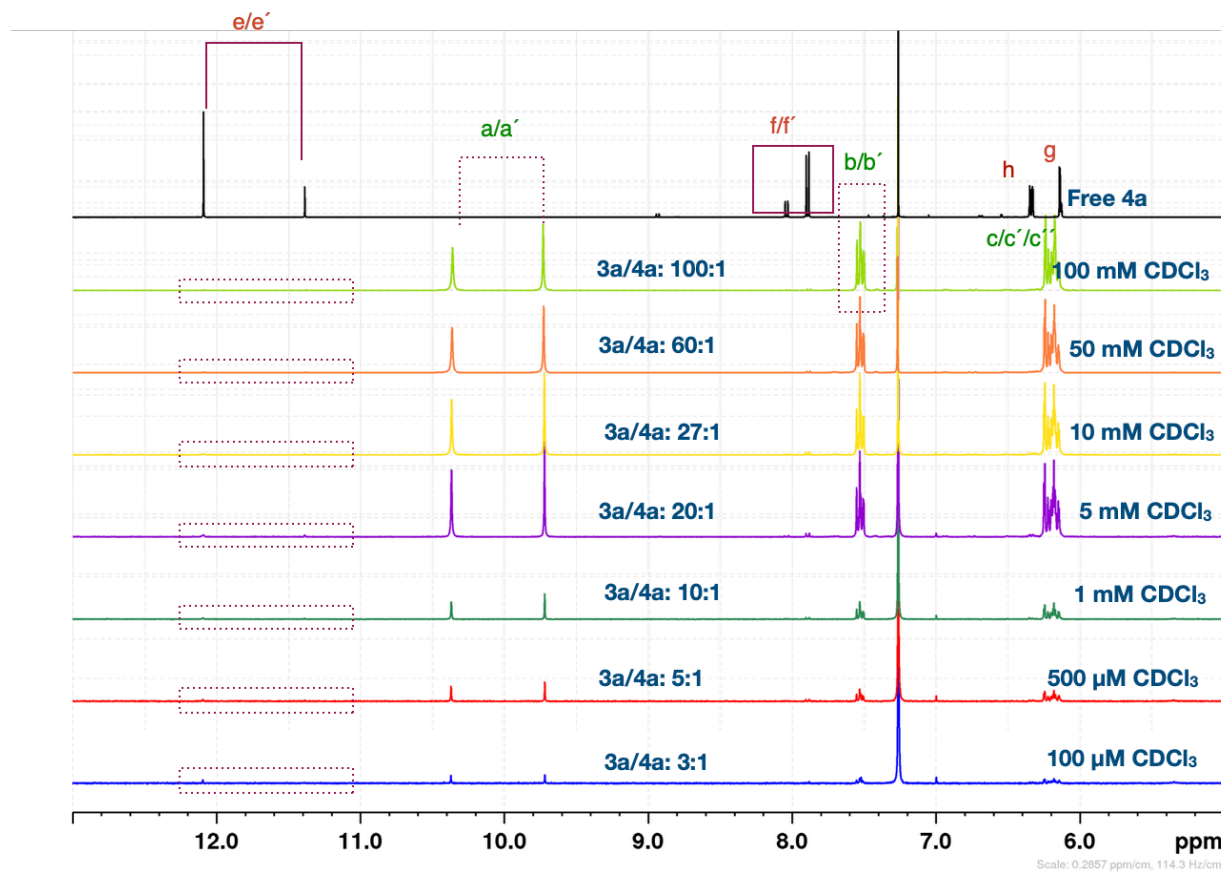 e/e´
a/a´
f/f´
b/b´
h
g
Free 4a
c/c´/c´´
3a/4a: 100:1
100 mM CDCl₃
3a/4a: 60:1
50 mM CDCl₃
3a/4a: 27:1
10 mM CDCl₃
3a/4a: 20:1
5 mM CDCl₃
3a/4a: 10:1
1 mM CDCl₃
3a/4a: 5:1
500 µM CDCl₃
3a/4a: 3:1
100 µM CDCl₃
12.0 11.0 10.0 9.0 8.0 7.0 6.0 ppm
Scale: 0.2857 ppm/cm, 114.3 Hz/cm